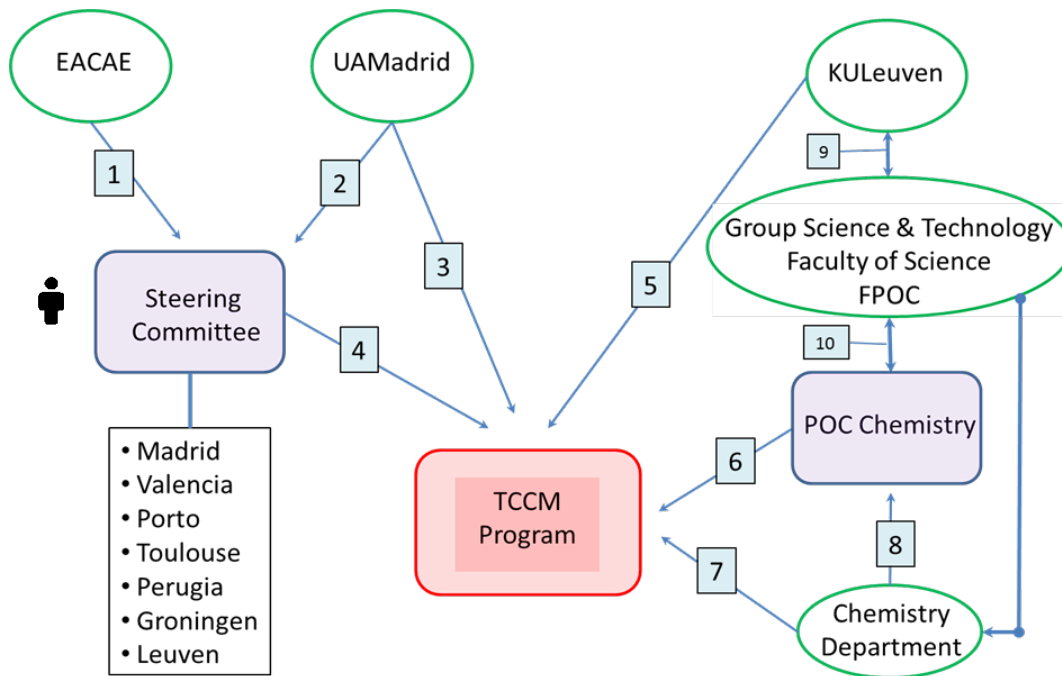 EACAE
UAMadrid
KULeuven
1
2
9
Group Science & Technology
Faculty of Science
FPOC
3
5
Steering
Committee
4
10
POC Chemistry
• Madrid
• Valencia
• Porto
• Toulouse
• Perugia
• Groningen
• Leuven
TCCM
Program
6
7
8
Chemistry
Department